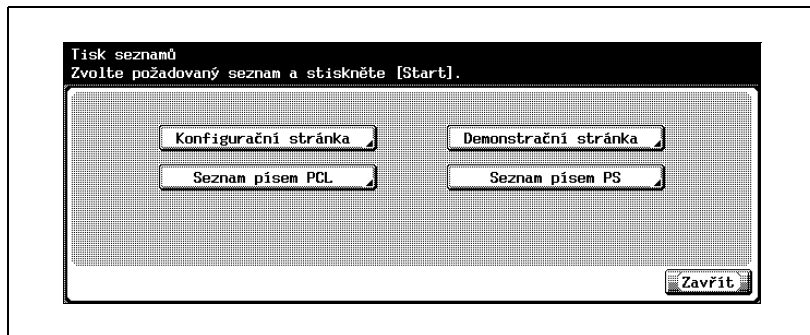 Tisk seznamů
Zvolte požadovaný seznam a stiskněte [Start].
Konfigurační stránka
Demonstrační stránka
Seznam písem PCL
Seznam písem PS
Zavřít